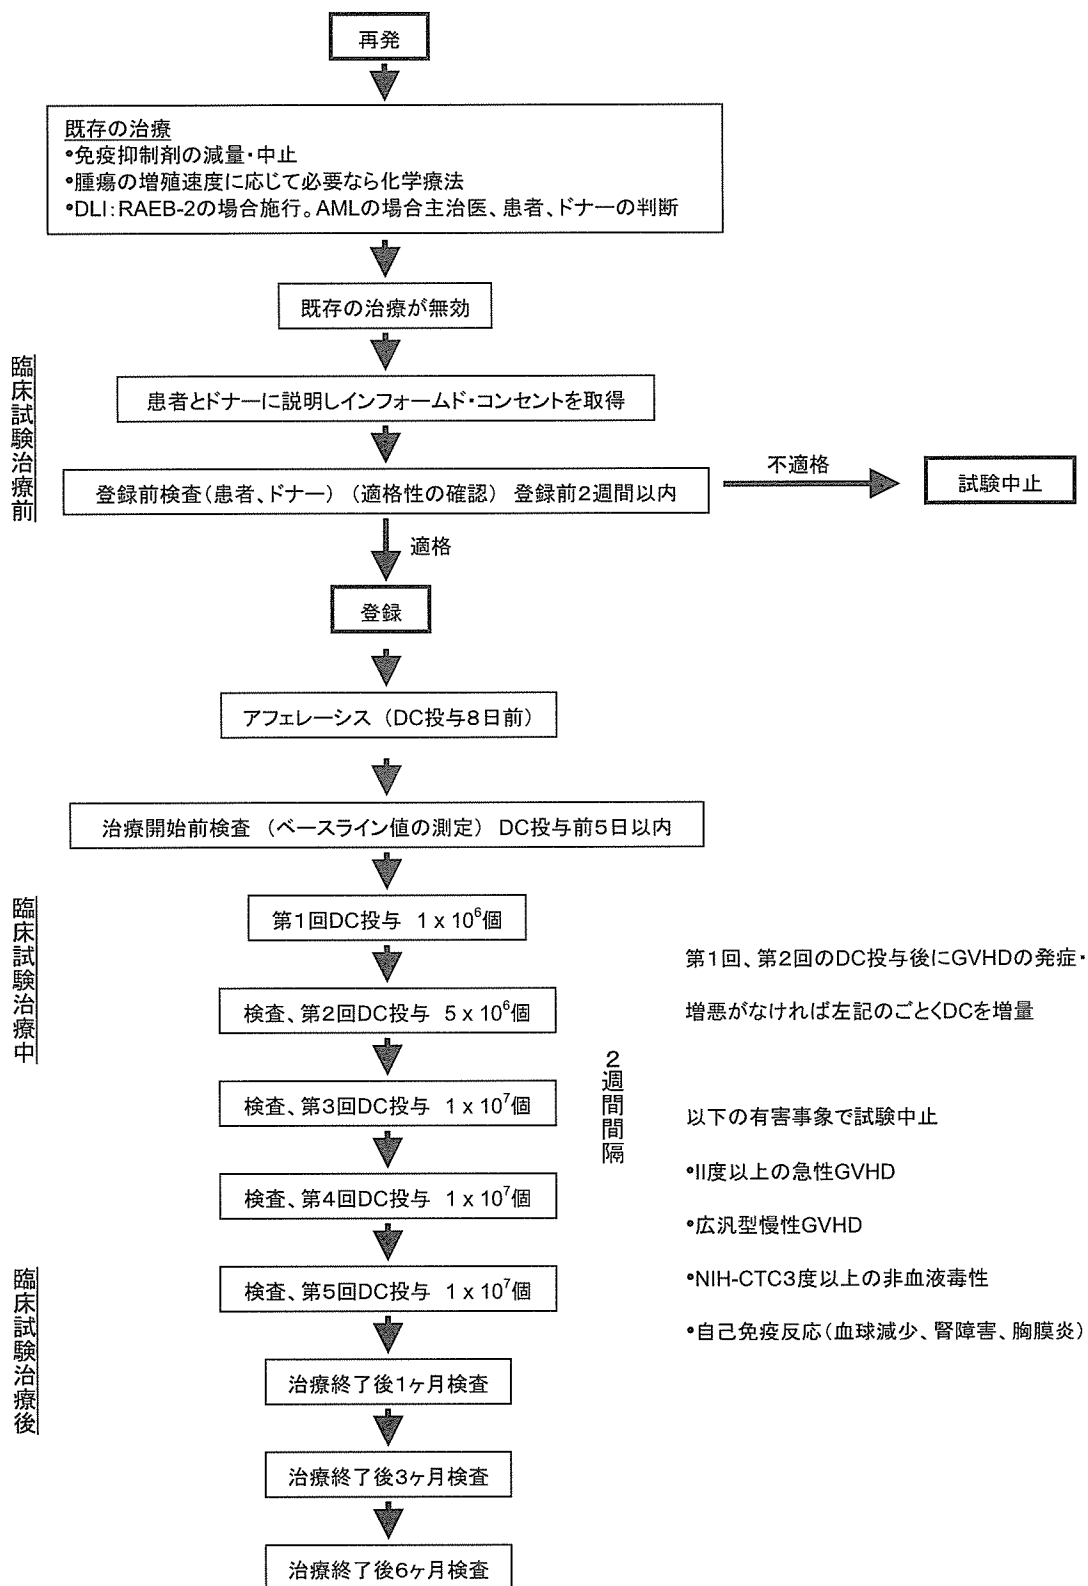 再発
既存の治療
•免疫抑制剤の減量・中止
•腫瘍の増殖速度に応じて必要なら化学療法
•DLI:RAEB-2の場合施行。AMLの場合主治医、患者、ドナーの判断
既存の治療が無効
臨床試験治療前
患者とドナーに説明しインフォームド・コンセントを取得
登録前検査(患者、ドナー) (適格性の確認) 登録前2週間以内
不適格
試験中止
適格
登録
アフェレーシス (DC投与8日前)
治療開始前検査 (ベースライン値の測定) DC投与前5日以内
臨床試験治療中
第1回DC投与 1 x 10⁶個
検査、第2回DC投与 5 x 10⁶個
検査、第3回DC投与 1 x 10⁷個
検査、第4回DC投与 1 x 10⁷個
検査、第5回DC投与 1 x 10⁷個
2週間間隔
第1回、第2回のDC投与後にGVHDの発症・
増悪がなければ左記のごとくDCを増量
以下の有害事象で試験中止
•II度以上の急性GVHD
•広汎型慢性GVHD
•NIH-CTC3度以上の非血液毒性
•自己免疫反応(血球減少、腎障害、胸膜炎)
臨床試験治療後
治療終了後1ヶ月検査
治療終了後3ヶ月検査
治療終了後6ヶ月検査